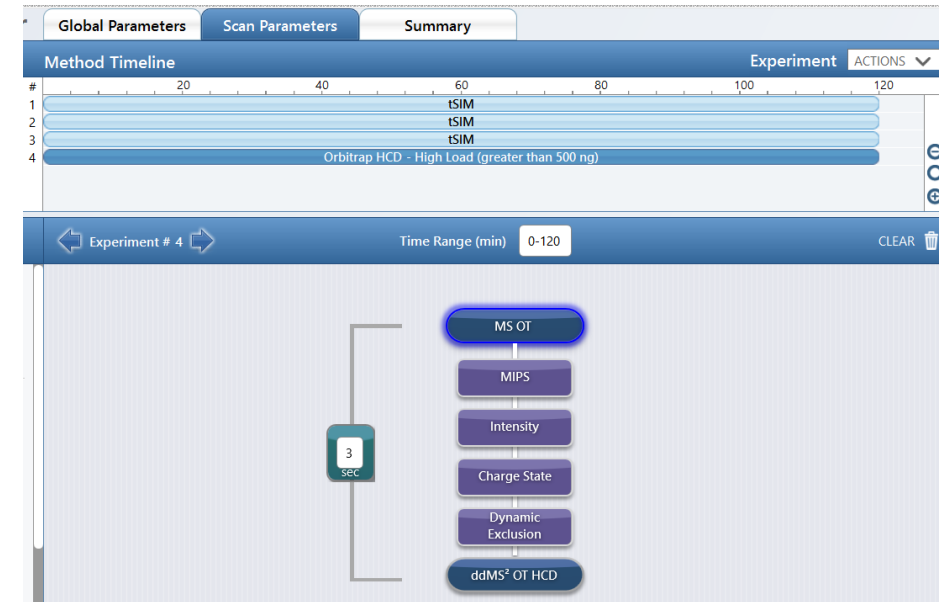 Global Parameters Scan Parameters Summary
Method Timeline Experiment ACTIONS
# 20 40 60 80 100 120
1 tSIM
2 tSIM
3 tSIM
4 Orbitrap HCD - High Load (greater than 500 ng)
Experiment # 4 Time Range (min) 0-120 CLEAR
MS OT
MIPS
Intensity
3
sec
Charge State
Dynamic
Exclusion
ddMS² OT HCD